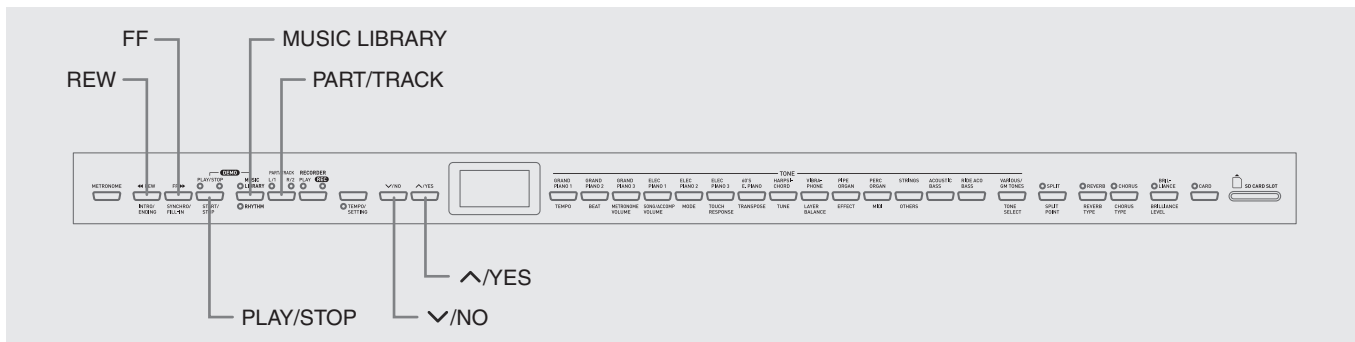 FF
MUSIC LIBRARY
REW
PART/TRACK
DEMO
PART/TRACK RECORDER
METRONOME
REW
FF
PLAY/STOP
MUSIC LIBRARY
L/1
R/2
PLAY
REC
INTRO/ENDING
SYNCHRO/FILL-IN
START/STOP
RHYTHM
TEMPO/SETTING
∨/NO
∧/YES
TONE
GRAND PIANO 1
GRAND PIANO 2
GRAND PIANO 3
ELEC PIANO 1
ELEC PIANO 2
ELEC PIANO 3
60'S E. PIANO
HARPSI-CHORD
VIBRA-PHONE
PIPE ORGAN
PERC ORGAN
STRINGS
ACOUSTIC BASS
RIDE ACO BASS
VARIOUS/GM TONES
SPLIT
REVERB
CHORUS
BRIL-LIANCE
CARD
SD CARD SLOT
TEMPO
BEAT
METRONOME VOLUME
SONG/ACCOMP VOLUME
MODE
TOUCH RESPONSE
TRANSPOSE
TUNE
LAYER BALANCE
EFFECT
MIDI
OTHERS
TONE SELECT
SPLIT POINT
REVERB TYPE
CHORUS TYPE
BRILLIANCE LEVEL
∧/YES
PLAY/STOP
∨/NO